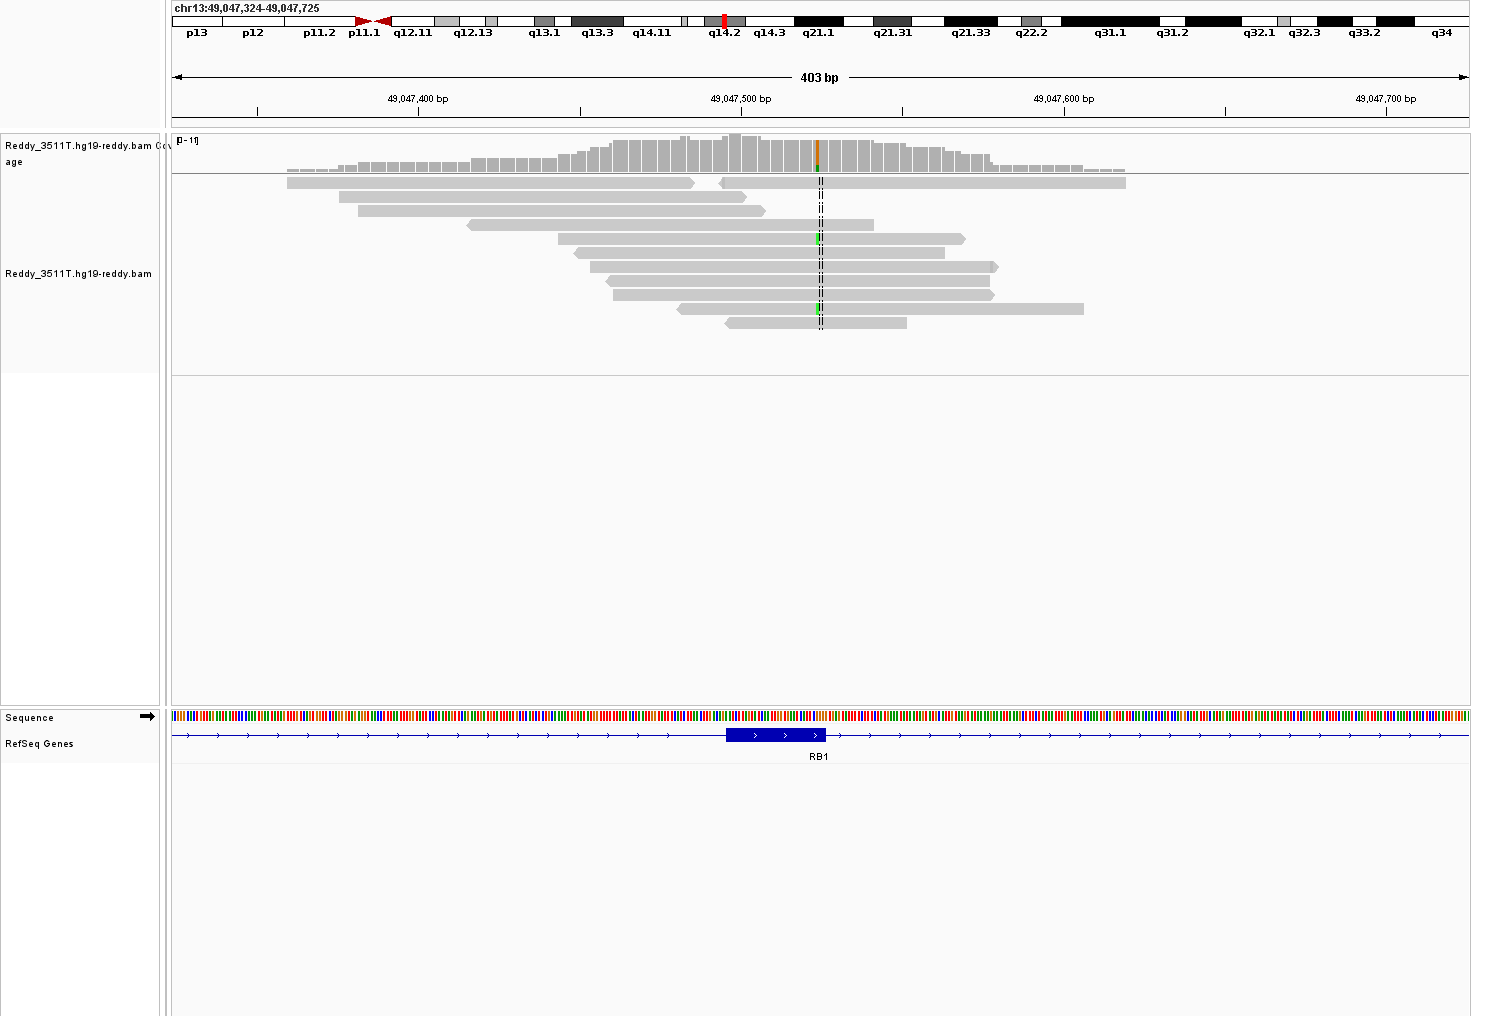 chr13:49,047,324-49,047,725
p13 p12 p11.2 p11.1 q12.11 q12.13 q13.1 q13.3 q14.11 q14.2 q14.3 q21.1 q21.31 q21.33 q22.2 q31.1 q31.2 q32.1 q32.3 q33.2 q34
403 bp
49,047,400 bp 49,047,500 bp 49,047,600 bp 49,047,700 bp
Reddy_3511T.hg19-reddy.bam Cov
age
[0 - 11]
Reddy_3511T.hg19-reddy.bam
Sequence
RefSeq Genes
RB1